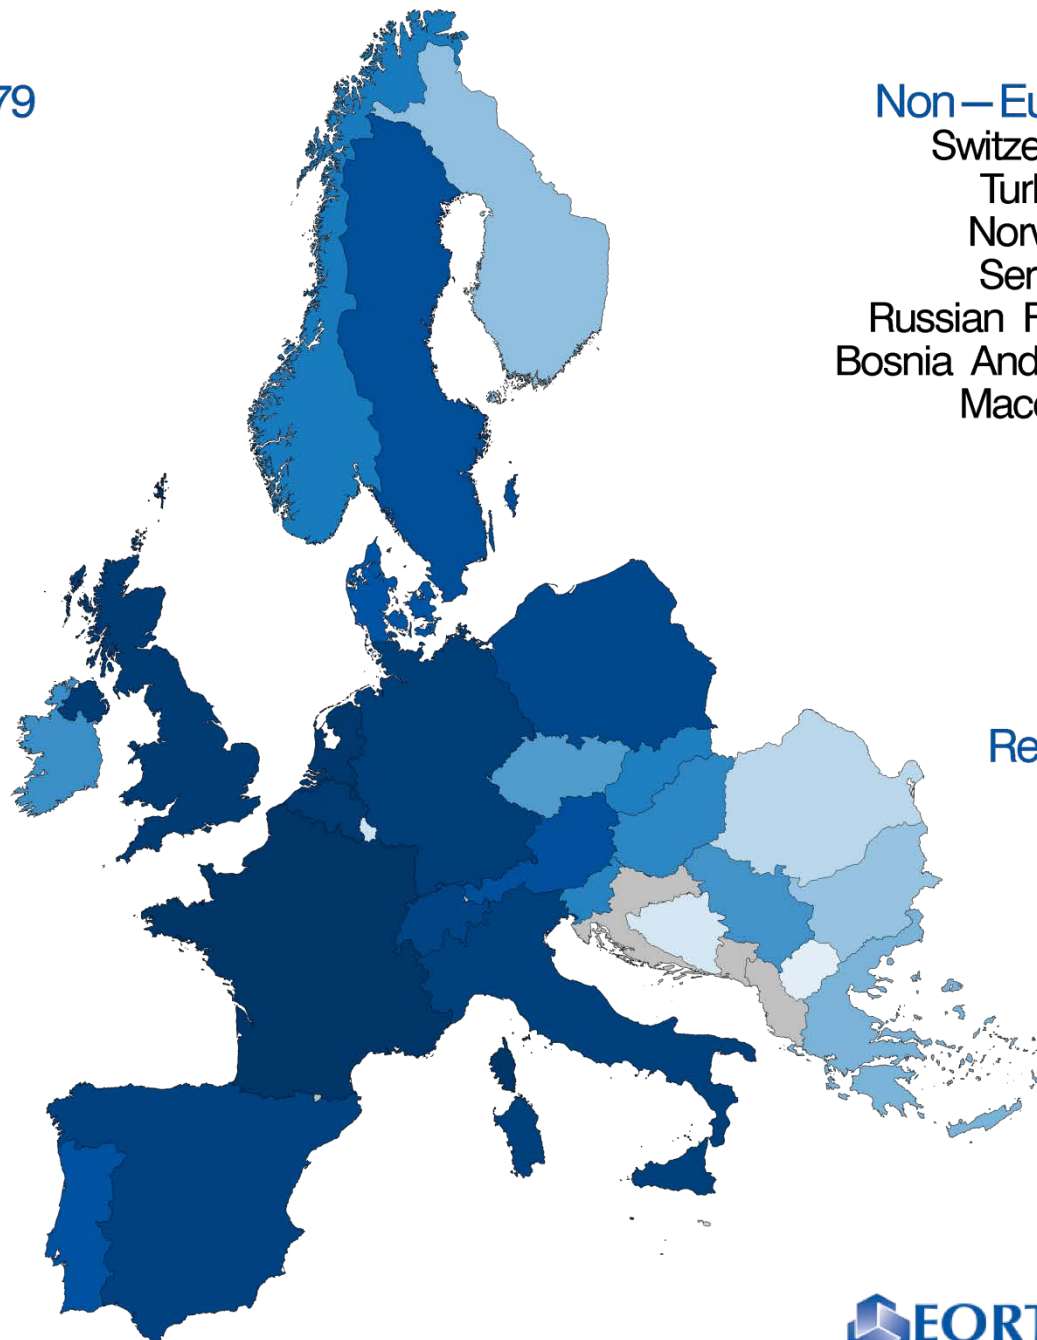 79
Non–Eu
Switze
Turl
Norv
Ser
Russian F
Bosnia And
Mace
Re
EORT